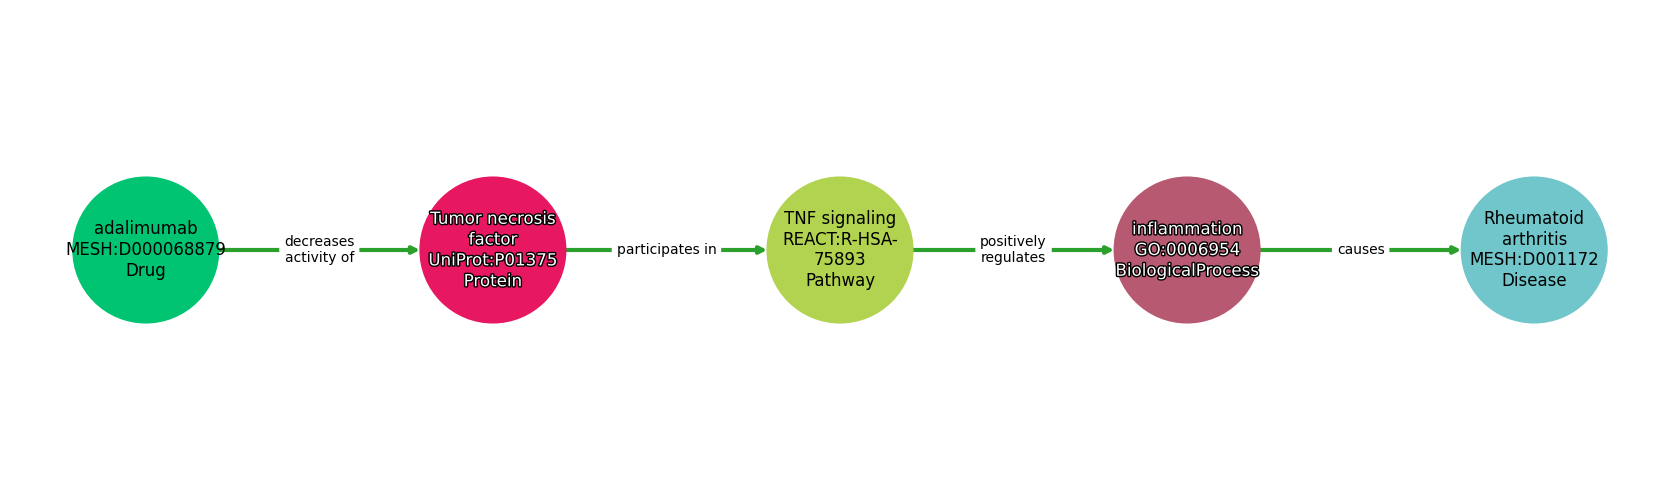 adalimumab
MESH:D000068879
Drug
decreases
activity of
Tumor necrosis
factor
UniProt:P01375
Protein
participates in
TNF signaling
REACT:R-HSA-
75893
Pathway
positively
regulates
inflammation
GO:0006954
BiologicalProcess
causes
Rheumatoid
arthritis
MESH:D001172
Disease